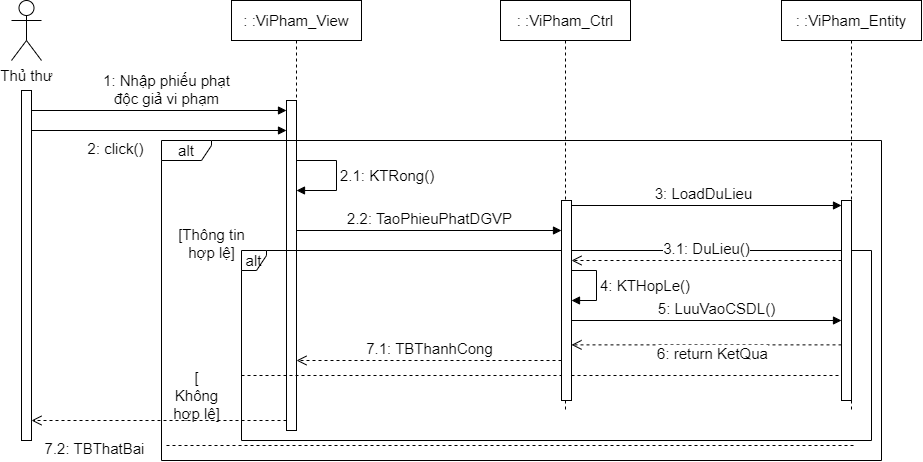 : :ViPham_View
: :ViPham_Ctrl
: :ViPham_Entity
Thủ thư
1: Nhập phiếu phạt
độc giả vi phạm
2: click()
alt
2.1: KTRong()
3: LoadDuLieu
2.2: TaoPhieuPhatDGVP
[Thông tin
hợp lệ]
alt
3.1: DuLieu()
4: KTHopLe()
5: LuuVaoCSDL()
7.1: TBThanhCong
6: return KetQua
[
Không
hợp lệ]
7.2: TBThatBai